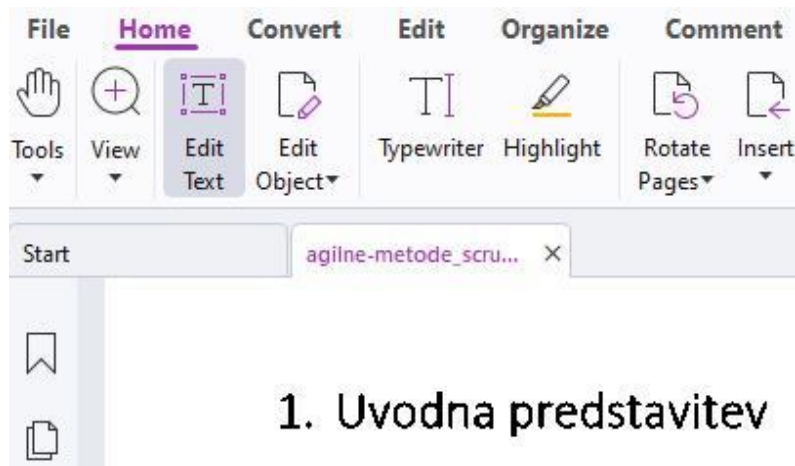 File Home Convert Edit Organize Comment
Tools View Edit Text Edit Object Typewriter Highlight Rotate Pages Insert
Start agilne-metode_scru...
1. Uvodna predstavitev